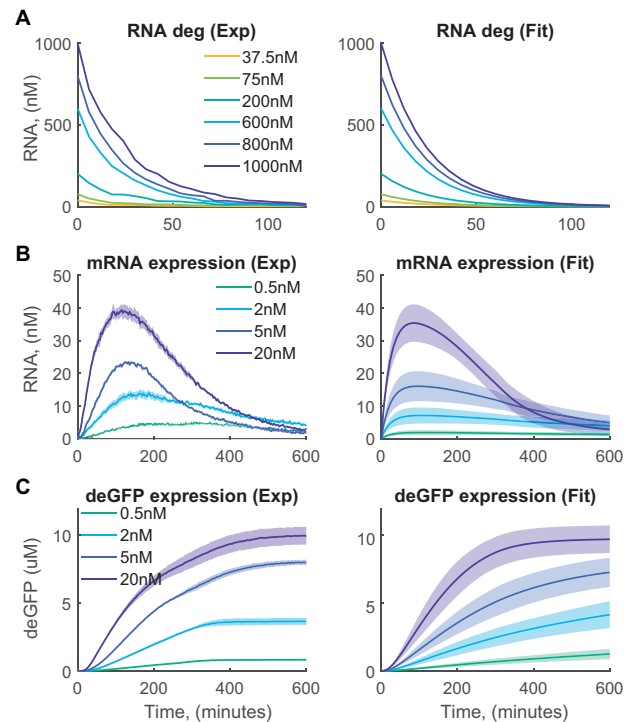 A
RNA deg (Exp)
RNA deg (Fit)
1000
500
0
RNA, (nM)
37.5nM
75nM
200nM
600nM
800nM
1000nM
0
50
100
1000
500
0
0
50
100
B
mRNA expression (Exp)
mRNA expression (Fit)
50
40
30
20
10
0
RNA, (nM)
0.5nM
2nM
5nM
20nM
0
200
400
600
50
40
30
20
10
0
0
200
400
600
C
deGFP expression (Exp)
deGFP expression (Fit)
10
5
0
deGFP (uM)
0.5nM
2nM
5nM
20nM
0
200
400
600
Time, (minutes)
10
5
0
0
200
400
600
Time, (minutes)